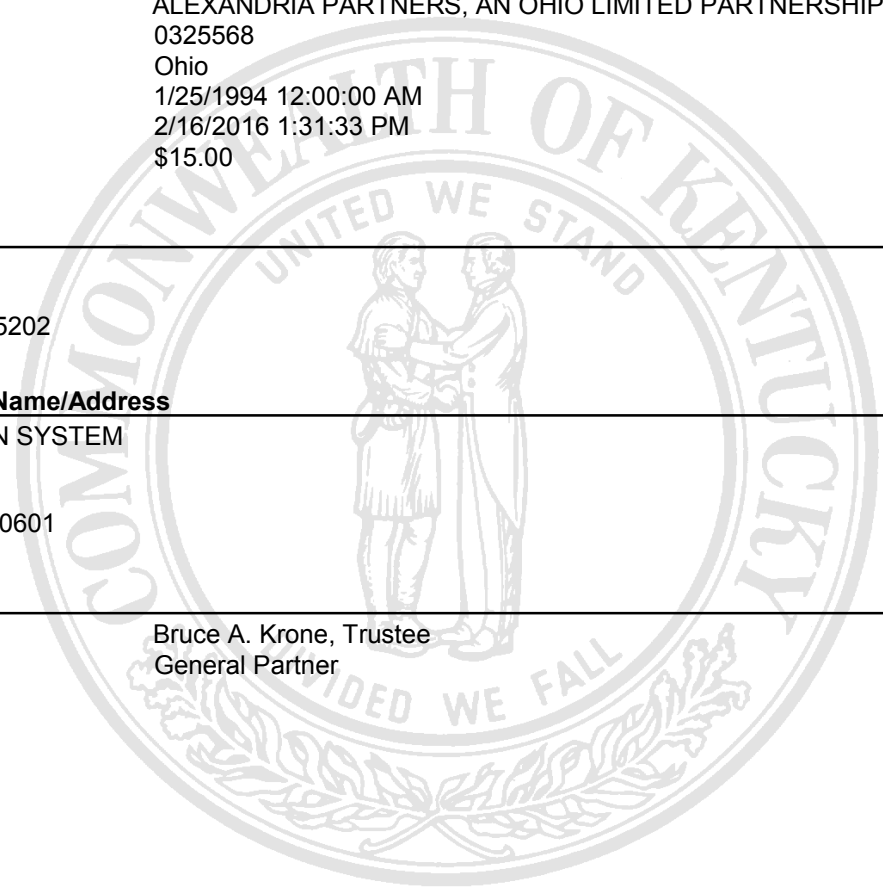 ALEXANDRIA PARTNERS, AN OHIO LIMITED PARTNERSHIP
0325568
Ohio
1/25/1994 12:00:00 AM
2/16/2016 1:31:33 PM
$15.00
COMMONWEALTH OF KENTUCKY
UNITED WE STAND
5202
Name/Address
N SYSTEM
0601
Bruce A. Krone, Trustee
General Partner
DIVIDED WE FALL